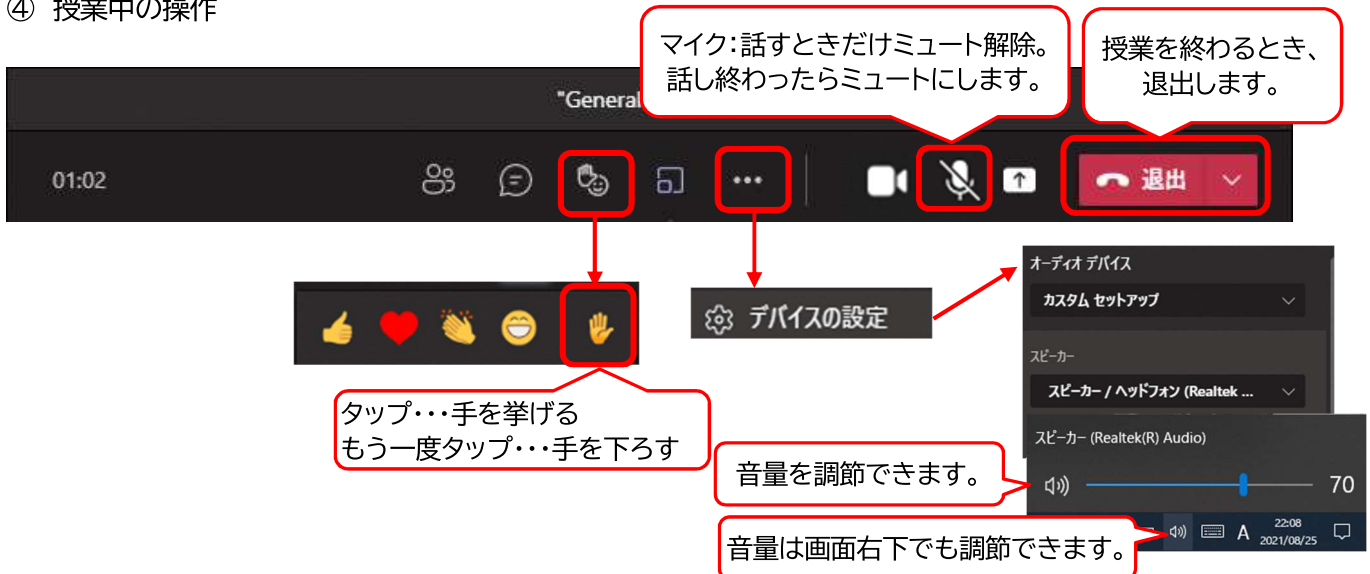 ④ 授業中の操作
マイク：話すときだけミュート解除。
話し終わったらミュートにします。
授業を終わるとき、
退出します。
"General
01:02
退出
デバイスの設定
オーディオ デバイス
カスタム セットアップ
スピーカー
スピーカー / ヘッドフォン (Realtek ...
タップ・・・手を挙げる
もう一度タップ・・・手を下ろす
スピーカー (Realtek(R) Audio)
音量を調節できます。
70
音量は画面右下でも調節できます。
A
22:08
2021/08/25